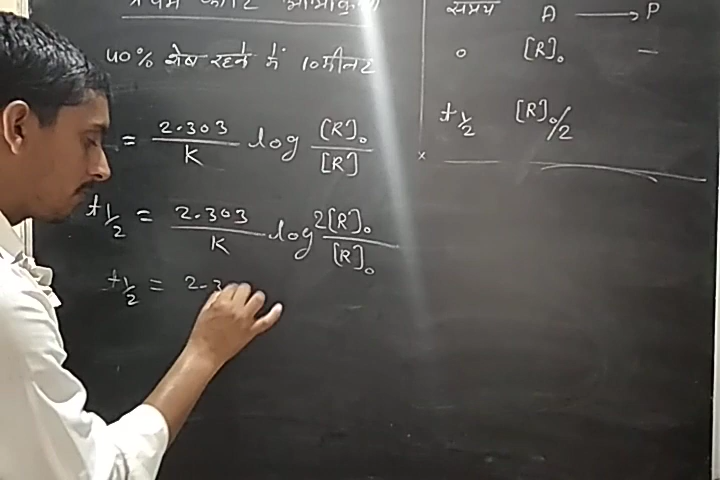 प्रथम कोटि
40% शेष रहने में 10 मीनट
= 2.303/K log [R]₀/[R]
t½ = 2.303/K log 2[R]₀/[R]₀
t½ = 2.3
समय A ⟶ P
0 [R]₀ —
t½ [R]₀/2